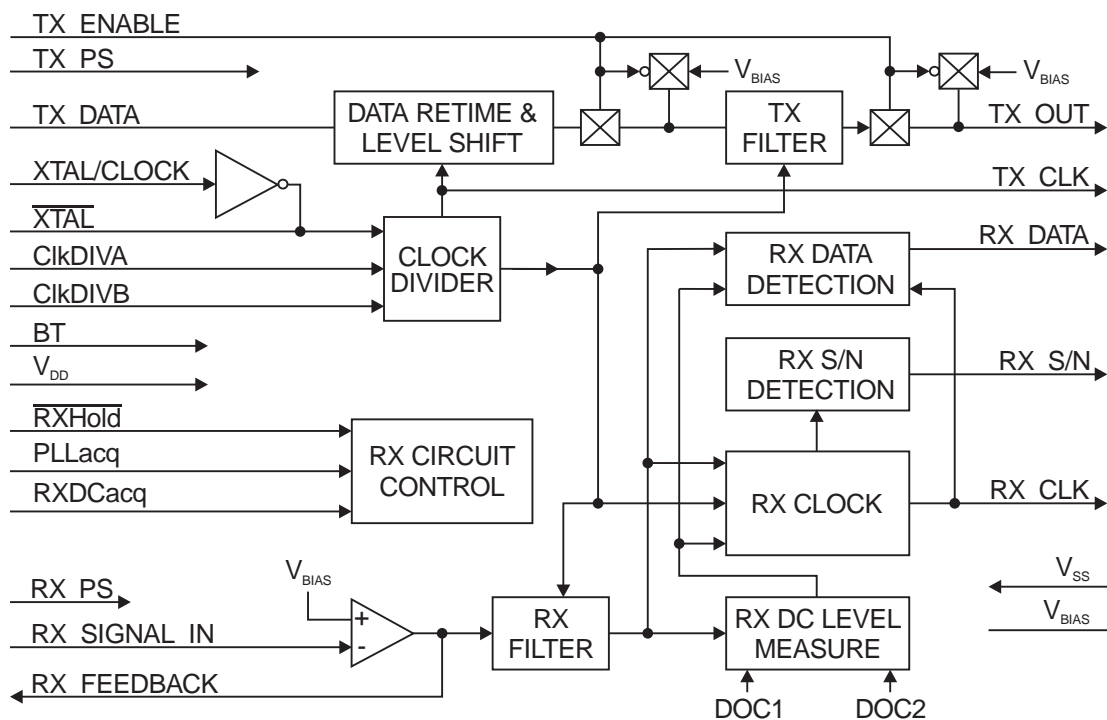 TX ENABLE
TX PS
V_BIAS
V_BIAS
TX DATA
DATA RETIME &
LEVEL SHIFT
TX
FILTER
TX OUT
XTAL/CLOCK
TX CLK
X̅T̅A̅L̅
ClkDIVA
ClkDIVB
CLOCK
DIVIDER
RX DATA
DETECTION
RX DATA
BT
V_DD
RX S/N
DETECTION
RX S/N
R̅X̅H̅o̅l̅d̅
PLLacq
RXDCacq
RX CIRCUIT
CONTROL
RX CLOCK
RX CLK
V_SS
V_BIAS
RX PS
V_BIAS
+
-
RX SIGNAL IN
RX FEEDBACK
RX
FILTER
RX DC LEVEL
MEASURE
DOC1
DOC2